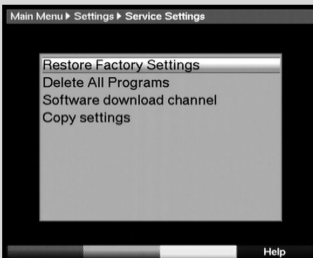 Main Menu ▶ Settings ▶ Service Settings
Restore Factory Settings
Delete All Programs
Software download channel
Copy settings
Help